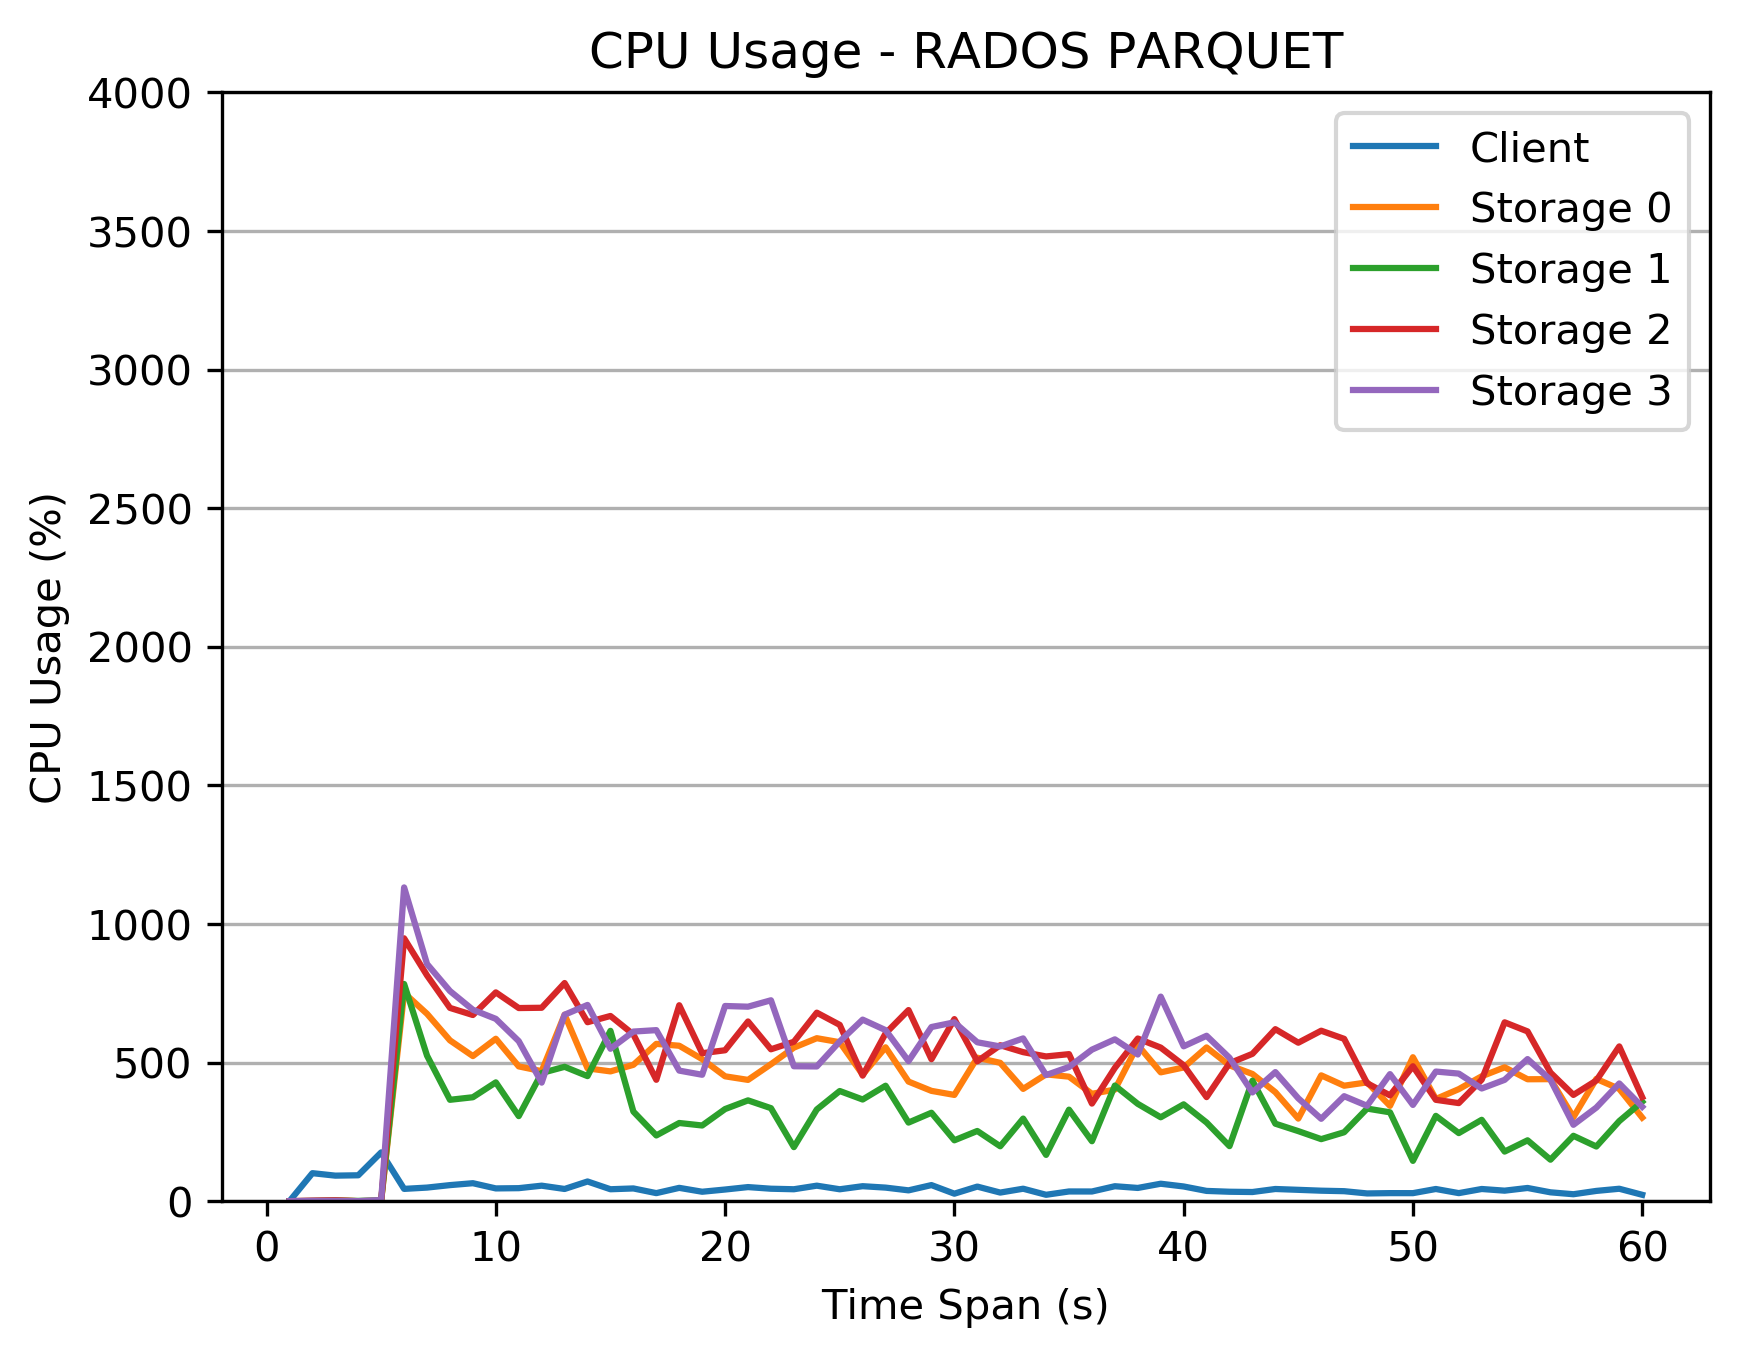 CPU Usage - RADOS PARQUET
4000
3500
3000
2500
2000
1500
1000
500
0
CPU Usage (%)
Client
Storage 0
Storage 1
Storage 2
Storage 3
0 10 20 30 40 50 60
Time Span (s)